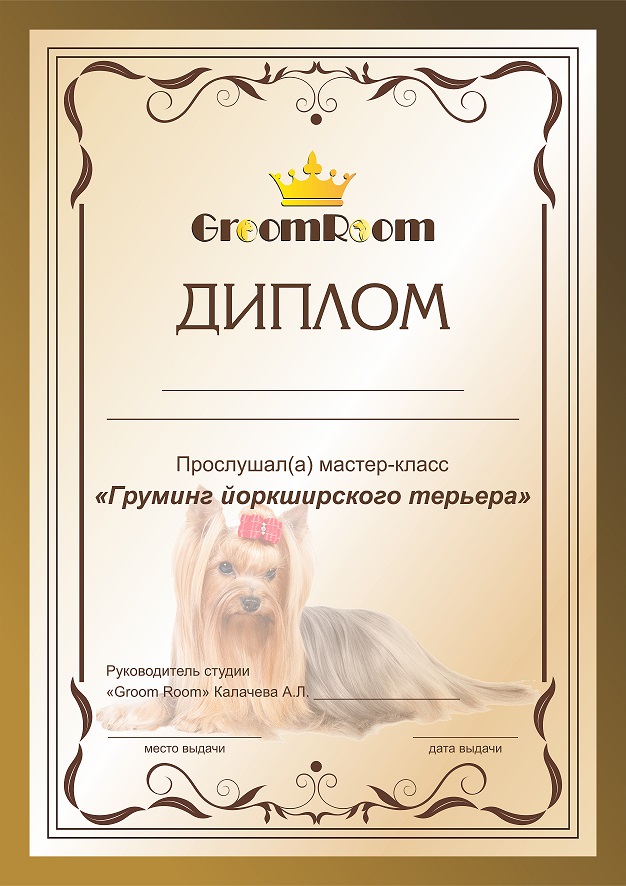 GroomRoom
ДИПЛОМ
Прослушал(а) мастер-класс
«Груминг йоркширского терьера»
Руководитель студии
«Groom Room» Калачева А.Л.
место выдачи дата выдачи